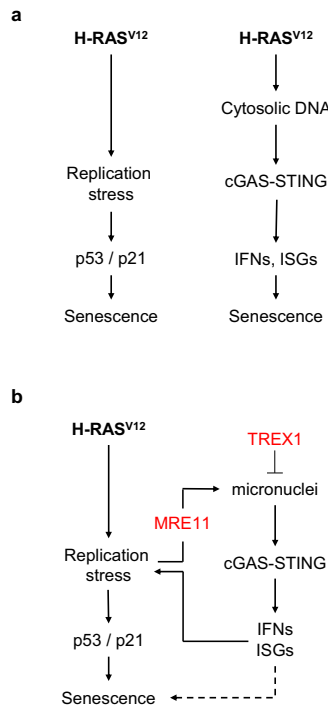 a
H-RASV12 H-RASV12
Cytosolic DNA
Replication
stress
cGAS-STING
p53 / p21 IFNs, ISGs
Senescence Senescence
b
H-RASV12
TREX1
micronuclei
MRE11
Replication
stress
cGAS-STING
p53 / p21
IFNs
ISGs
Senescence